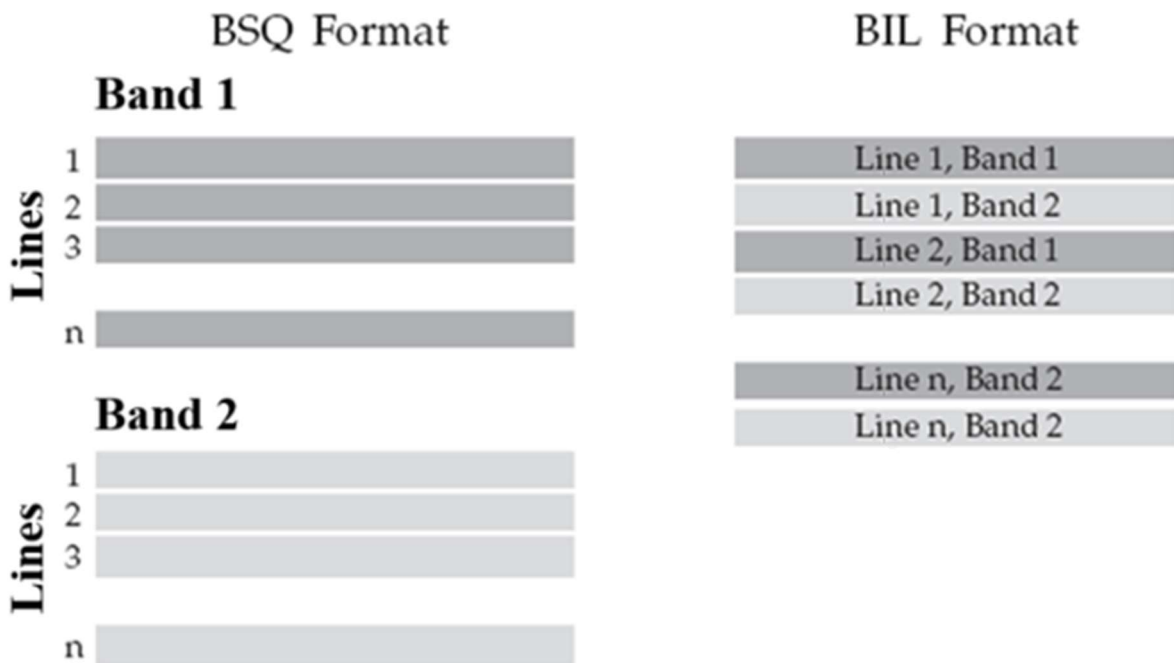 BSQ Format
Band 1
Lines
1
2
3
n
Band 2
Lines
1
2
3
n
BIL Format
Line 1, Band 1
Line 1, Band 2
Line 2, Band 1
Line 2, Band 2
Line n, Band 2
Line n, Band 2